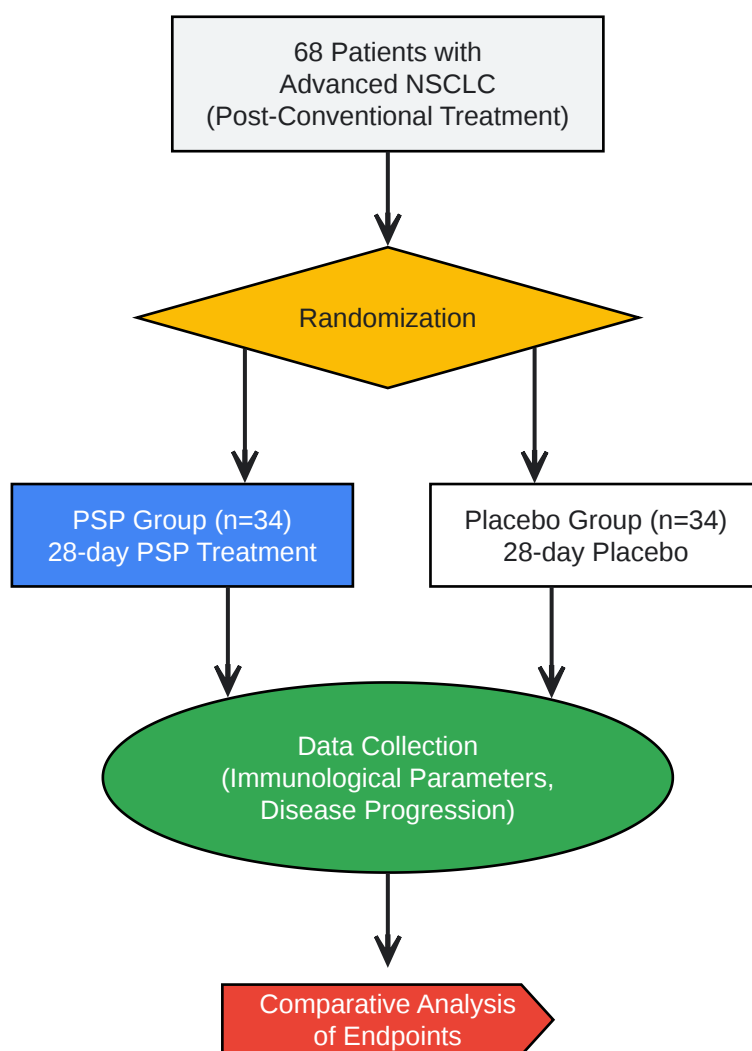 68 Patients with
Advanced NSCLC
(Post-Conventional Treatment)
Randomization
PSP Group (n=34)
28-day PSP Treatment
Placebo Group (n=34)
28-day Placebo
Data Collection
(Immunological Parameters,
Disease Progression)
Comparative Analysis
of Endpoints